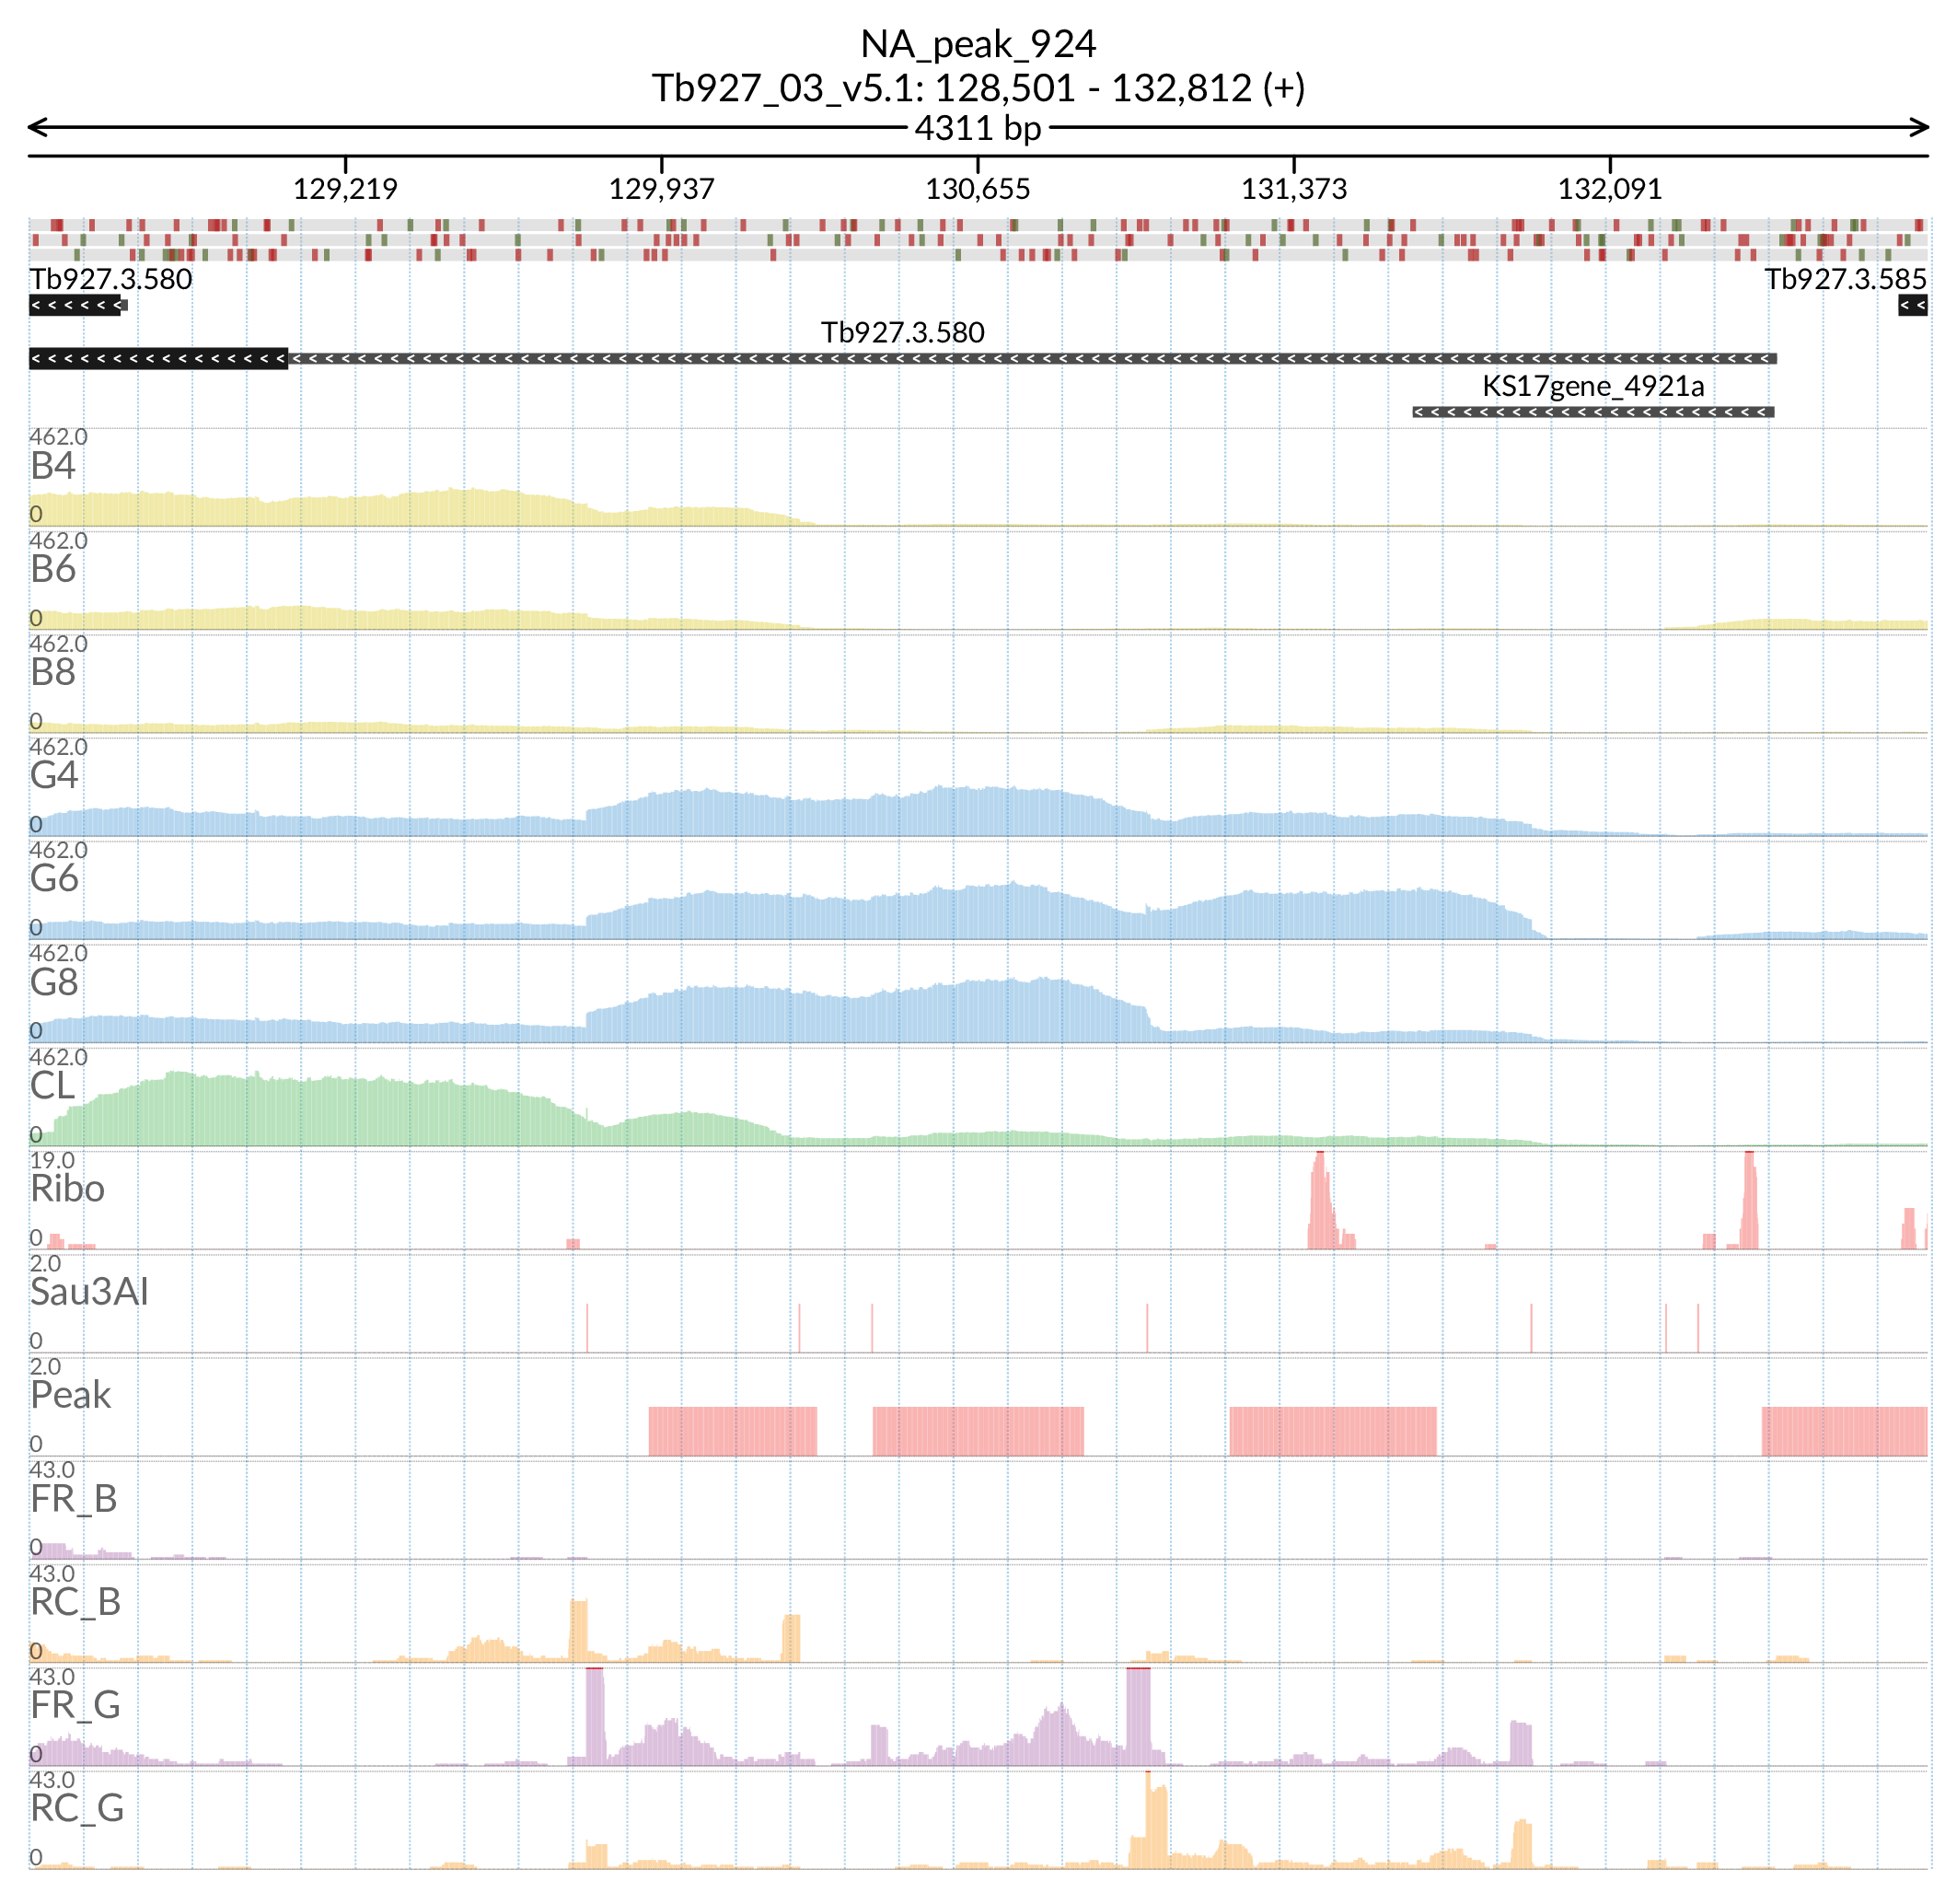 NA_peak_924
Tb927_03_v5.1: 128,501 - 132,812 (+)
4311 bp
129,219 129,937 130,655 131,373 132,091
Tb927.3.580 Tb927.3.585
Tb927.3.580
KS17gene_4921a
462.0
B4
0
462.0
B6
0
462.0
B8
0
462.0
G4
0
462.0
G6
0
462.0
G8
0
462.0
CL
0
19.0
Ribo
0
2.0
Sau3AI
0
2.0
Peak
0
43.0
FR_B
0
43.0
RC_B
0
43.0
FR_G
0
43.0
RC_G
0